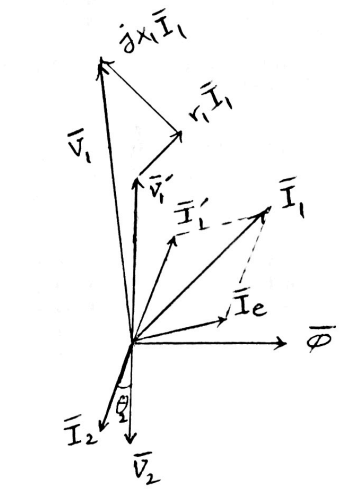 jx₁I̅₁
r₁I̅₁
V̅₁
V̅₁′
I̅₁′
I̅₁
I̅e
Φ̅
θ₂
I̅₂
V̅₂